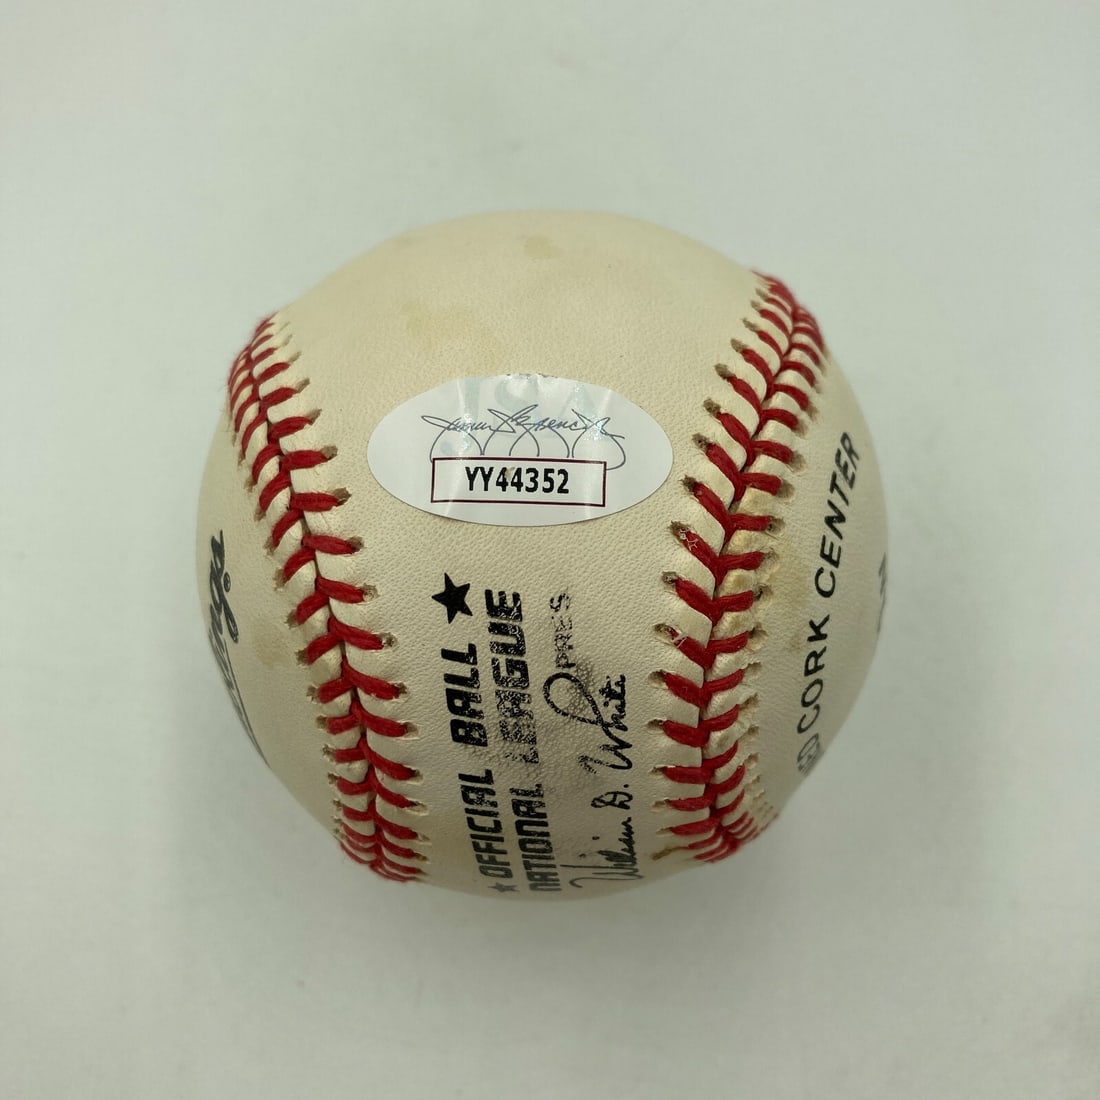 YY44352
★ OFFICIAL BALL ★
NATIONAL LEAGUE
William D. White
PRES
CORK CENTER